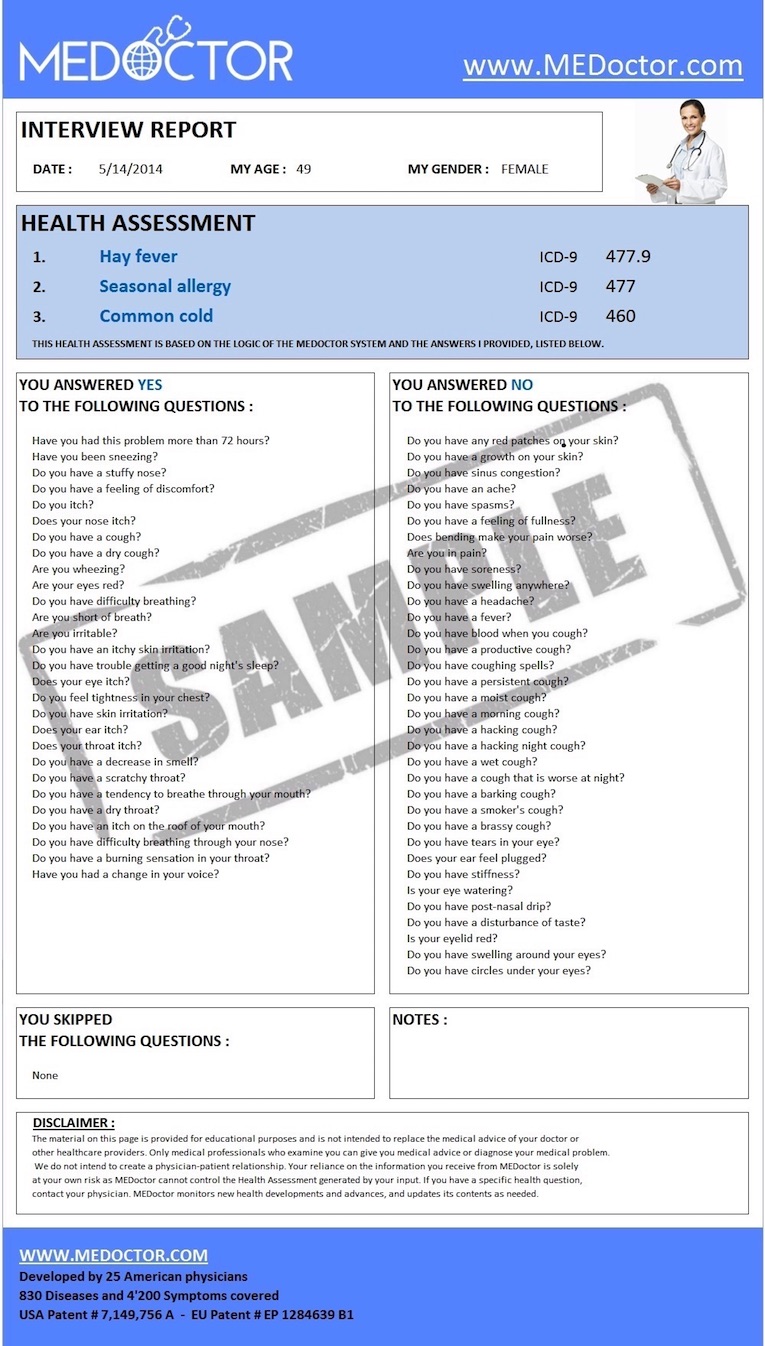 MEDOCTOR
www.MEDoctor.com
INTERVIEW REPORT
DATE : 5/14/2014 MY AGE : 49 MY GENDER : FEMALE
HEALTH ASSESSMENT
1. Hay fever ICD-9 477.9
2. Seasonal allergy ICD-9 477
3. Common cold ICD-9 460
THIS HEALTH ASSESSMENT IS BASED ON THE LOGIC OF THE MEDOCTOR SYSTEM AND THE ANSWERS I PROVIDED, LISTED BELOW.
YOU ANSWERED YES
TO THE FOLLOWING QUESTIONS :
Have you had this problem more than 72 hours?
Have you been sneezing?
Do you have a stuffy nose?
Do you have a feeling of discomfort?
Do you itch?
Does your nose itch?
Do you have a cough?
Do you have a dry cough?
Are you wheezing?
Are your eyes red?
Do you have difficulty breathing?
Are you short of breath?
Are you irritable?
Do you have an itchy skin irritation?
Do you have trouble getting a good night's sleep?
Does your eye itch?
Do you feel tightness in your chest?
Do you have skin irritation?
Does your ear itch?
Does your throat itch?
Do you have a decrease in smell?
Do you have a scratchy throat?
Do you have a tendency to breathe through your mouth?
Do you have a dry throat?
Do you have an itch on the roof of your mouth?
Do you have difficulty breathing through your nose?
Do you have a burning sensation in your throat?
Have you had a change in your voice?
YOU ANSWERED NO
TO THE FOLLOWING QUESTIONS :
Do you have any red patches on your skin?
Do you have a growth on your skin?
Do you have sinus congestion?
Do you have an ache?
Do you have spasms?
Do you have a feeling of fullness?
Does bending make your pain worse?
Are you in pain?
Do you have soreness?
Do you have swelling anywhere?
Do you have a headache?
Do you have a fever?
Do you have blood when you cough?
Do you have a productive cough?
Do you have coughing spells?
Do you have a persistent cough?
Do you have a moist cough?
Do you have a morning cough?
Do you have a hacking cough?
Do you have a hacking night cough?
Do you have a wet cough?
Do you have a cough that is worse at night?
Do you have a barking cough?
Do you have a smoker's cough?
Do you have a brassy cough?
Do you have tears in your eye?
Does your ear feel plugged?
Do you have stiffness?
Is your eye watering?
Do you have post-nasal drip?
Do you have a disturbance of taste?
Is your eyelid red?
Do you have swelling around your eyes?
Do you have circles under your eyes?
SAMPLE
YOU SKIPPED
THE FOLLOWING QUESTIONS :
None
NOTES :
DISCLAIMER :
The material on this page is provided for educational purposes and is not intended to replace the medical advice of your doctor or
other healthcare providers. Only medical professionals who examine you can give you medical advice or diagnose your medical problem.
We do not intend to create a physician-patient relationship. Your reliance on the information you receive from MEDoctor is solely
at your own risk as MEDoctor cannot control the Health Assessment generated by your input. If you have a specific health question,
contact your physician. MEDoctor monitors new health developments and advances, and updates its contents as needed.
WWW.MEDOCTOR.COM
Developed by 25 American physicians
830 Diseases and 4'200 Symptoms covered
USA Patent # 7,149,756 A - EU Patent # EP 1284639 B1